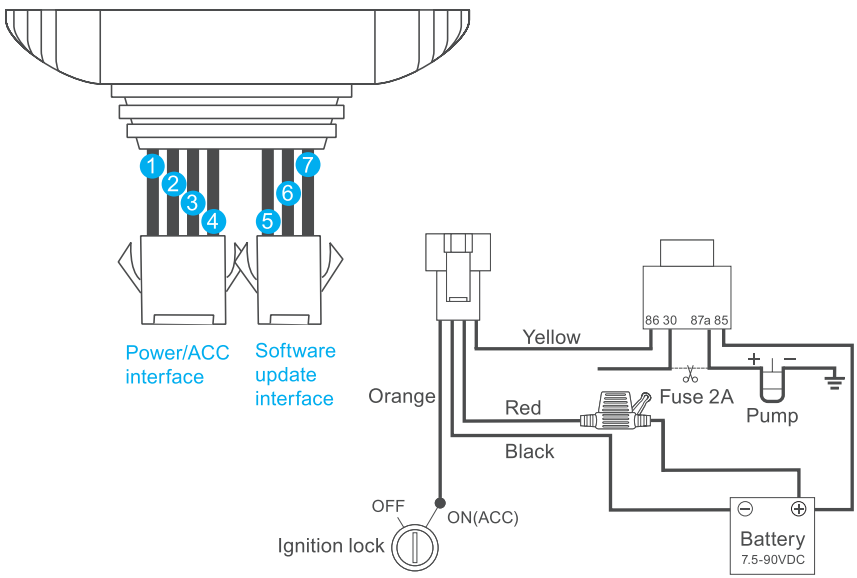 1
2
3
4
5
6
7
Power/ACC
interface
Software
update
interface
86 30 87a 85
Yellow
+ −
Fuse 2A
Pump
Orange
Red
Black
OFF
ON(ACC)
Ignition lock
− +
Battery
7.5-90VDC